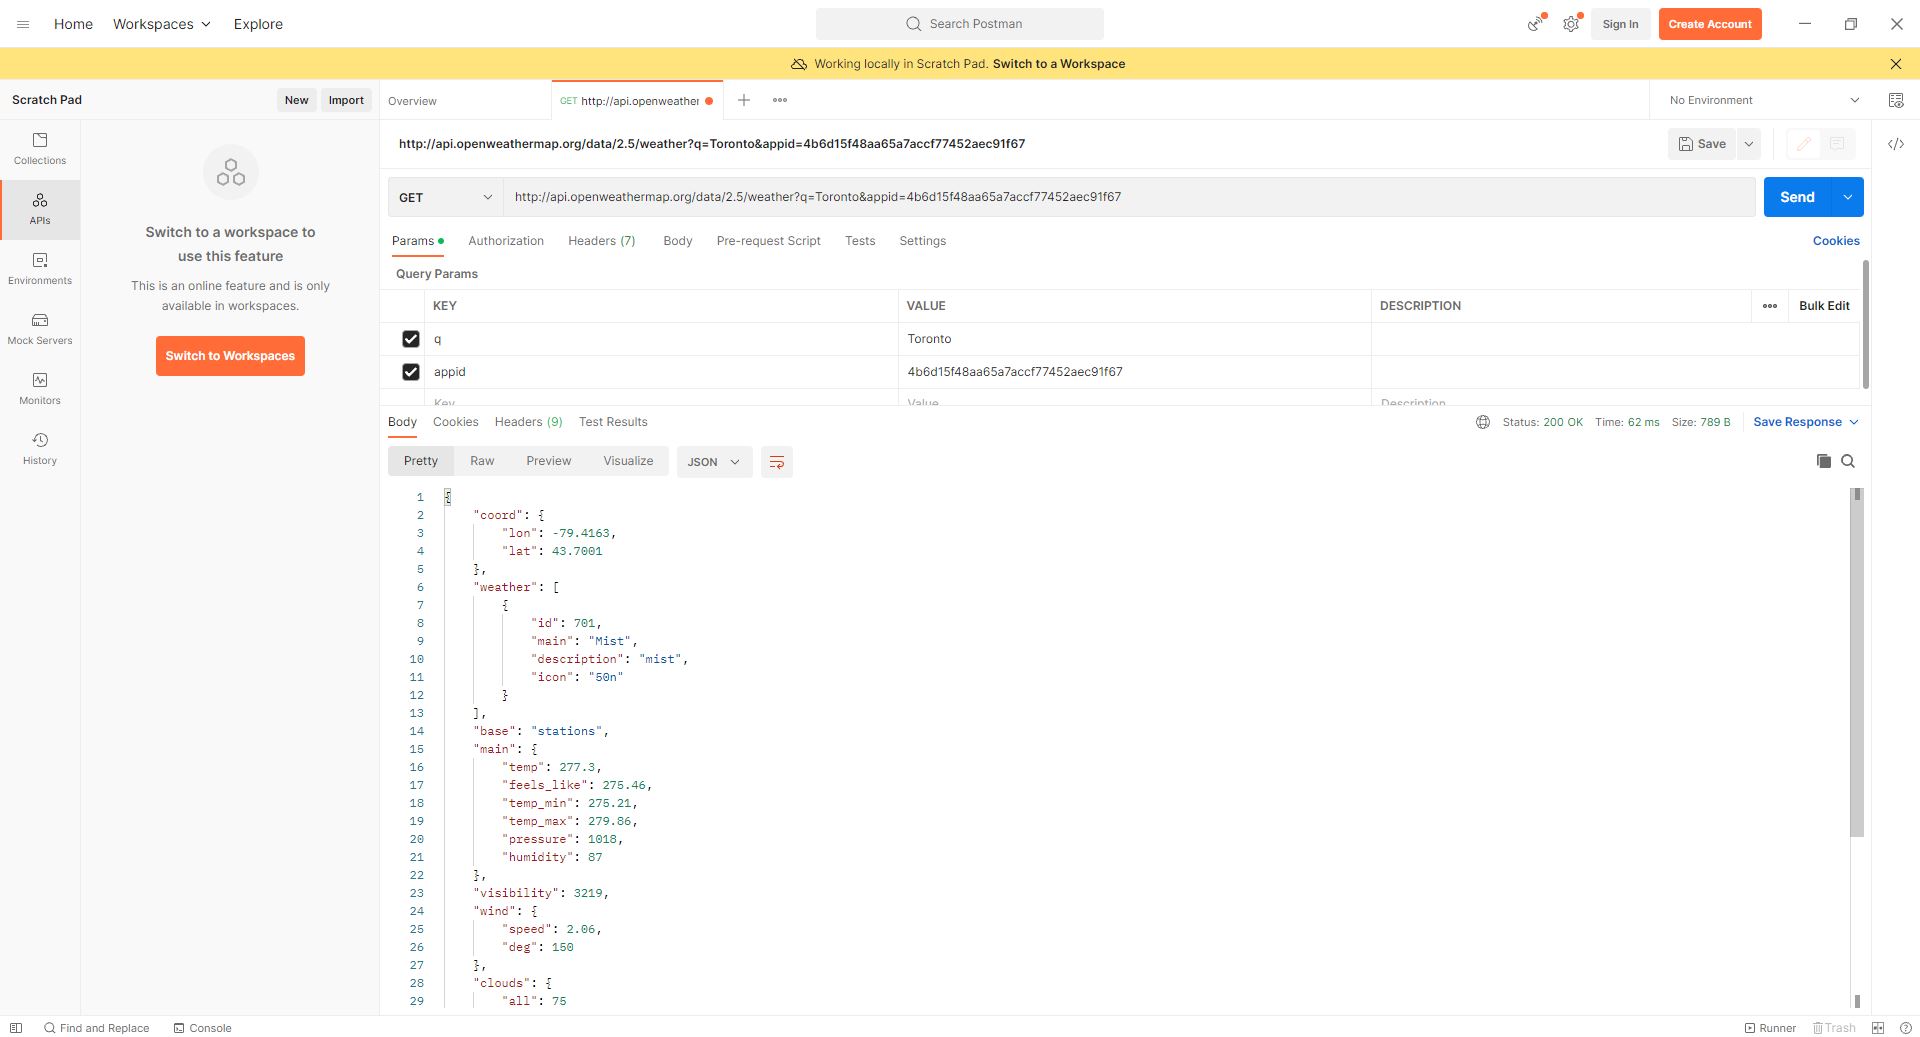 Home Workspaces Explore Search Postman Sign In Create Account
Working locally in Scratch Pad. Switch to a Workspace
Scratch Pad New Import Overview GET http://api.openweather No Environment
http://api.openweathermap.org/data/2.5/weather?q=Toronto&appid=4b6d15f48aa65a7accf77452aec91f67 Save
Collections
GET http://api.openweathermap.org/data/2.5/weather?q=Toronto&appid=4b6d15f48aa65a7accf77452aec91f67 Send
APIs
Switch to a workspace to
use this feature
Params Authorization Headers (7) Body Pre-request Script Tests Settings Cookies
Query Params
Environments
This is an online feature and is only
available in workspaces.
KEY VALUE DESCRIPTION Bulk Edit
Mock Servers
q Toronto
Switch to Workspaces
appid 4b6d15f48aa65a7accf77452aec91f67
Monitors
Key Value Description
Body Cookies Headers (9) Test Results Status: 200 OK Time: 62 ms Size: 789 B Save Response
History
Pretty Raw Preview Visualize JSON
1 {
2 "coord": {
3 "lon": -79.4163,
4 "lat": 43.7001
5 },
6 "weather": [
7 {
8 "id": 701,
9 "main": "Mist",
10 "description": "mist",
11 "icon": "50n"
12 }
13 ],
14 "base": "stations",
15 "main": {
16 "temp": 277.3,
17 "feels_like": 275.46,
18 "temp_min": 275.21,
19 "temp_max": 279.86,
20 "pressure": 1018,
21 "humidity": 87
22 },
23 "visibility": 3219,
24 "wind": {
25 "speed": 2.06,
26 "deg": 150
27 },
28 "clouds": {
29 "all": 75
Find and Replace Console Runner Trash